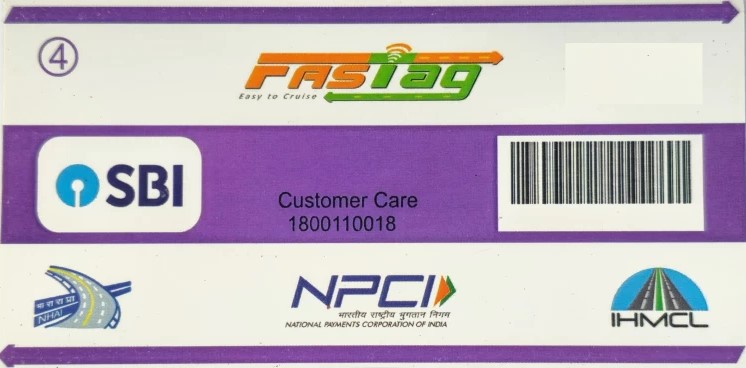 4
FASTag
Easy to Cruise
SBI
Customer Care
1800110018
भा रा रा प्रा
NHAI
NPCI
भारतीय राष्ट्रीय भुगतान निगम
NATIONAL PAYMENTS CORPORATION OF INDIA
IHMCL